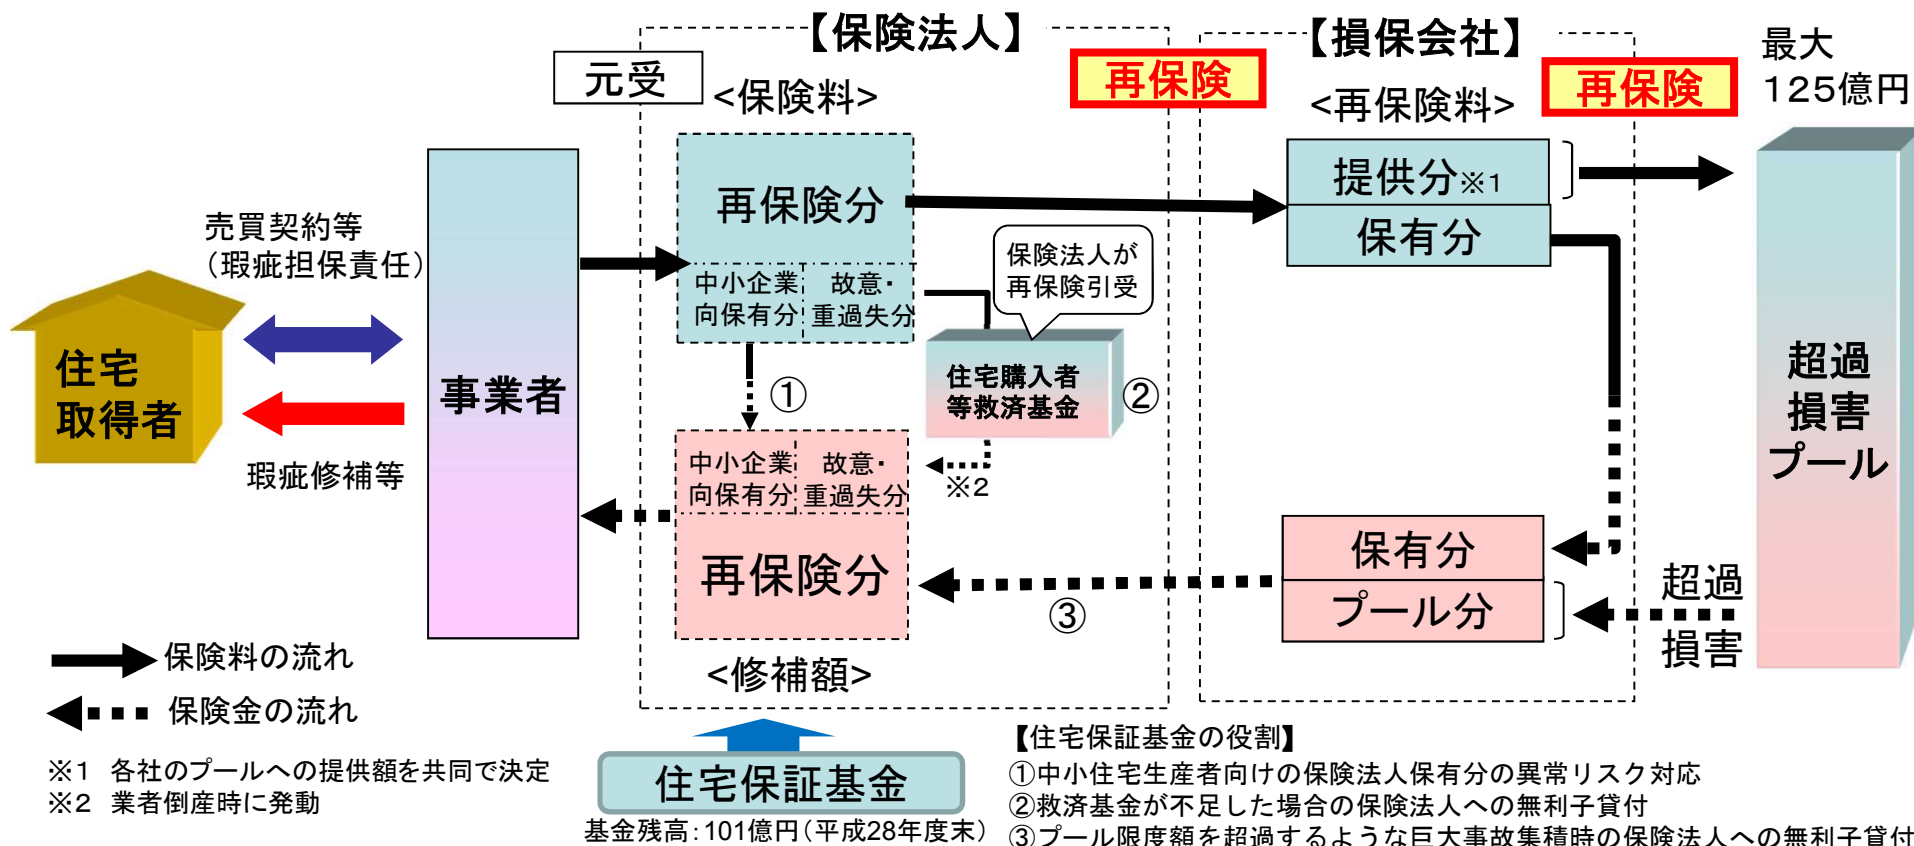 【保険法人】
【損保会社】
元受
再保険
再保険
最大
125億円
<保険料>
<再保険料>
再保険分
提供分※1
保有分
売買契約等
（瑕疵担保責任）
中小企業
向保有分
故意・
重過失分
保険法人が
再保険引受
住宅
取得者
事業者
①
住宅購入者
等救済基金
②
超過
損害
プール
瑕疵修補等
中小企業
向保有分
故意・
重過失分
※2
再保険分
保有分
プール分
③
超過
損害
<修補額>
保険料の流れ
保険金の流れ
※1 各社のプールへの提供額を共同で決定
※2 業者倒産時に発動
住宅保証基金
基金残高：101億円（平成28年度末）
【住宅保証基金の役割】
①中小住宅生産者向けの保険法人保有分の異常リスク対応
②救済基金が不足した場合の保険法人への無利子貸付
③プール限度額を超過するような巨大事故集積時の保険法人への無利子貸付